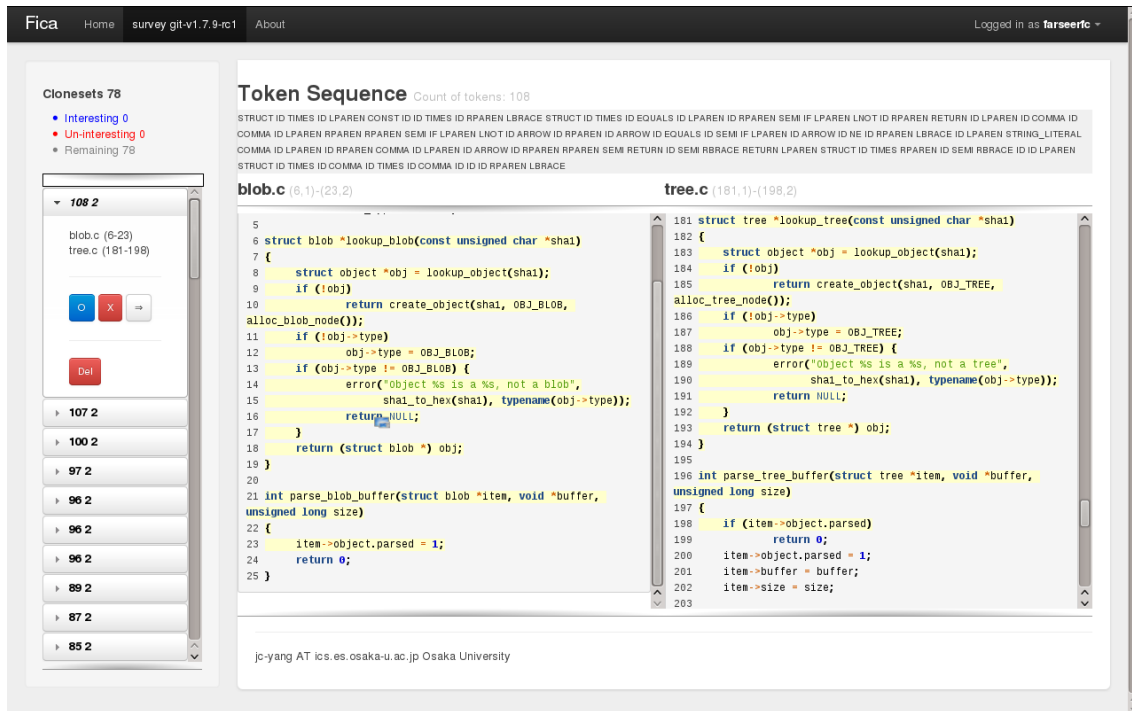 Fica Home survey git-v1.7.9-rc1 About Logged in as farseerfc
Clonesets 78
Interesting 0
Un-interesting 0
Remaining 78
108 2
blob.c (6-23)
tree.c (181-198)
O X ⇒
Del
107 2
100 2
97 2
96 2
96 2
96 2
89 2
87 2
85 2
Token Sequence Count of tokens: 108
STRUCT ID TIMES ID LPAREN CONST ID ID TIMES ID RPAREN LBRACE STRUCT ID TIMES ID EQUALS ID LPAREN ID RPAREN SEMI IF LPAREN LNOT ID RPAREN RETURN ID LPAREN ID COMMA ID
COMMA ID LPAREN RPAREN RPAREN SEMI IF LPAREN LNOT ID ARROW ID RPAREN ID ARROW ID EQUALS ID SEMI IF LPAREN ID ARROW ID NE ID RPAREN LBRACE ID LPAREN STRING_LITERAL
COMMA ID LPAREN ID RPAREN COMMA ID LPAREN ID ARROW ID RPAREN RPAREN SEMI RETURN ID SEMI RBRACE RETURN LPAREN STRUCT ID TIMES RPAREN ID SEMI RBRACE ID ID LPAREN
STRUCT ID TIMES ID COMMA ID TIMES ID COMMA ID ID ID RPAREN LBRACE
blob.c (6,1)-(23,2)
5
6 struct blob *lookup_blob(const unsigned char *sha1)
7 {
8 struct object *obj = lookup_object(sha1);
9 if (!obj)
10 return create_object(sha1, OBJ_BLOB,
alloc_blob_node());
11 if (!obj->type)
12 obj->type = OBJ_BLOB;
13 if (obj->type != OBJ_BLOB) {
14 error("Object %s is a %s, not a blob",
15 sha1_to_hex(sha1), typename(obj->type));
16 return NULL;
17 }
18 return (struct blob *) obj;
19 }
20
21 int parse_blob_buffer(struct blob *item, void *buffer,
unsigned long size)
22 {
23 item->object.parsed = 1;
24 return 0;
25 }
tree.c (181,1)-(198,2)
181 struct tree *lookup_tree(const unsigned char *sha1)
182 {
183 struct object *obj = lookup_object(sha1);
184 if (!obj)
185 return create_object(sha1, OBJ_TREE,
alloc_tree_node());
186 if (!obj->type)
187 obj->type = OBJ_TREE;
188 if (obj->type != OBJ_TREE) {
189 error("Object %s is a %s, not a tree",
190 sha1_to_hex(sha1), typename(obj->type));
191 return NULL;
192 }
193 return (struct tree *) obj;
194 }
195
196 int parse_tree_buffer(struct tree *item, void *buffer,
unsigned long size)
197 {
198 if (item->object.parsed)
199 return 0;
200 item->object.parsed = 1;
201 item->buffer = buffer;
202 item->size = size;
203
jc-yang AT ics.es.osaka-u.ac.jp Osaka University